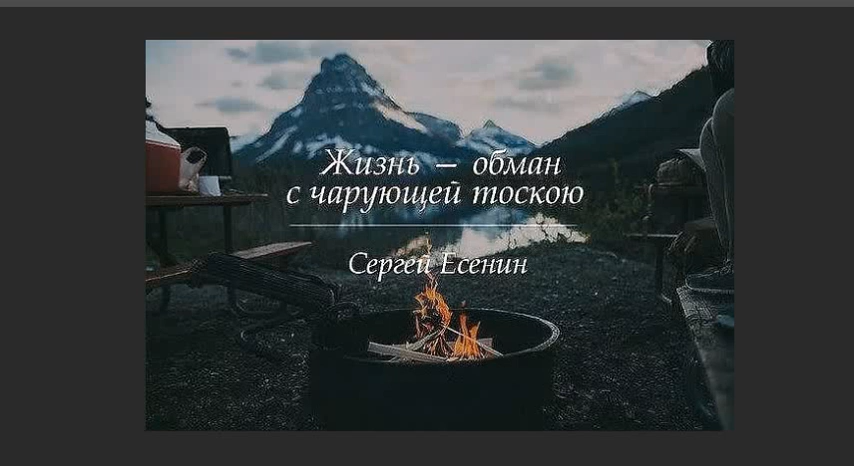 Жизнь – обман
с чарующей тоскою
Сергей Есенин